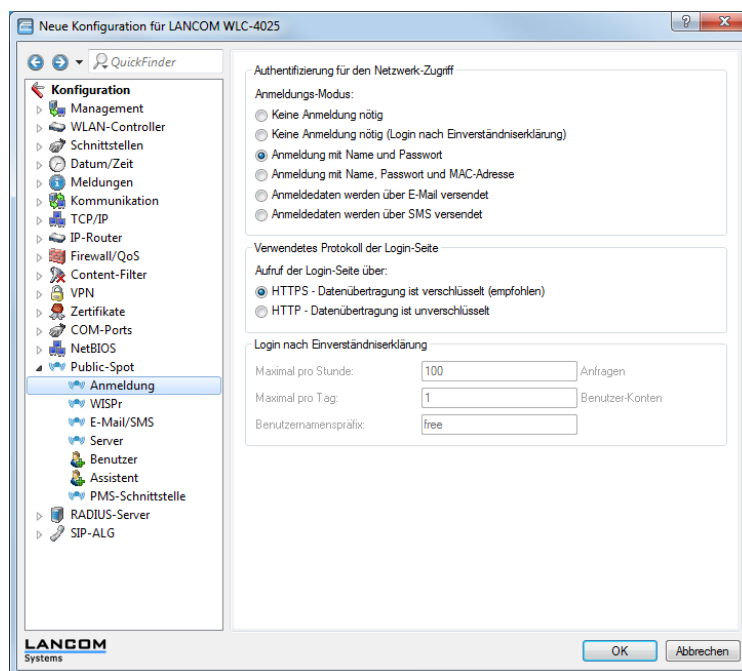 Neue Konfiguration für LANCOM WLC-4025
QuickFinder
Konfiguration
Management
WLAN-Controller
Schnittstellen
Datum/Zeit
Meldungen
Kommunikation
TCP/IP
IP-Router
Firewall/QoS
Content-Filter
VPN
Zertifikate
COM-Ports
NetBIOS
Public-Spot
Anmeldung
WISPr
E-Mail/SMS
Server
Benutzer
Assistent
PMS-Schnittstelle
RADIUS-Server
SIP-ALG
Authentifizierung für den Netzwerk-Zugriff
Anmeldungs-Modus:
Keine Anmeldung nötig
Keine Anmeldung nötig (Login nach Einverständniserklärung)
Anmeldung mit Name und Passwort
Anmeldung mit Name, Passwort und MAC-Adresse
Anmeldedaten werden über E-Mail versendet
Anmeldedaten werden über SMS versendet
Verwendetes Protokoll der Login-Seite
Aufruf der Login-Seite über:
HTTPS - Datenübertragung ist verschlüsselt (empfohlen)
HTTP - Datenübertragung ist unverschlüsselt
Login nach Einverständniserklärung
Maximal pro Stunde: 100 Anfragen
Maximal pro Tag: 1 Benutzer-Konten
Benutzernamenspräfix: free
LANCOM
Systems
OK Abbrechen